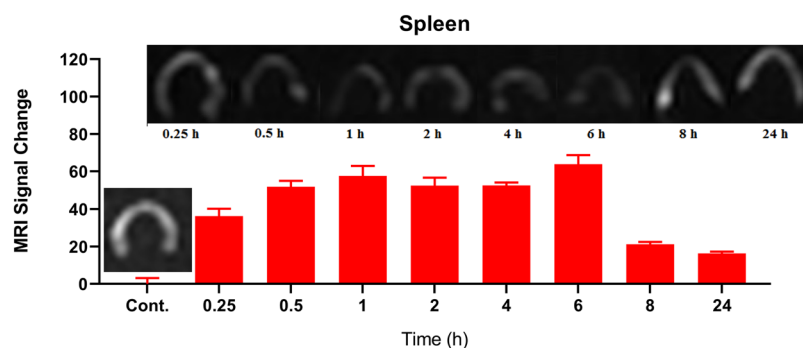 Spleen
120
100
80
60
40
20
0
MRI Signal Change
0.25 h 0.5 h 1 h 2 h 4 h 6 h 8 h 24 h
Cont. 0.25 0.5 1 2 4 6 8 24
Time (h)